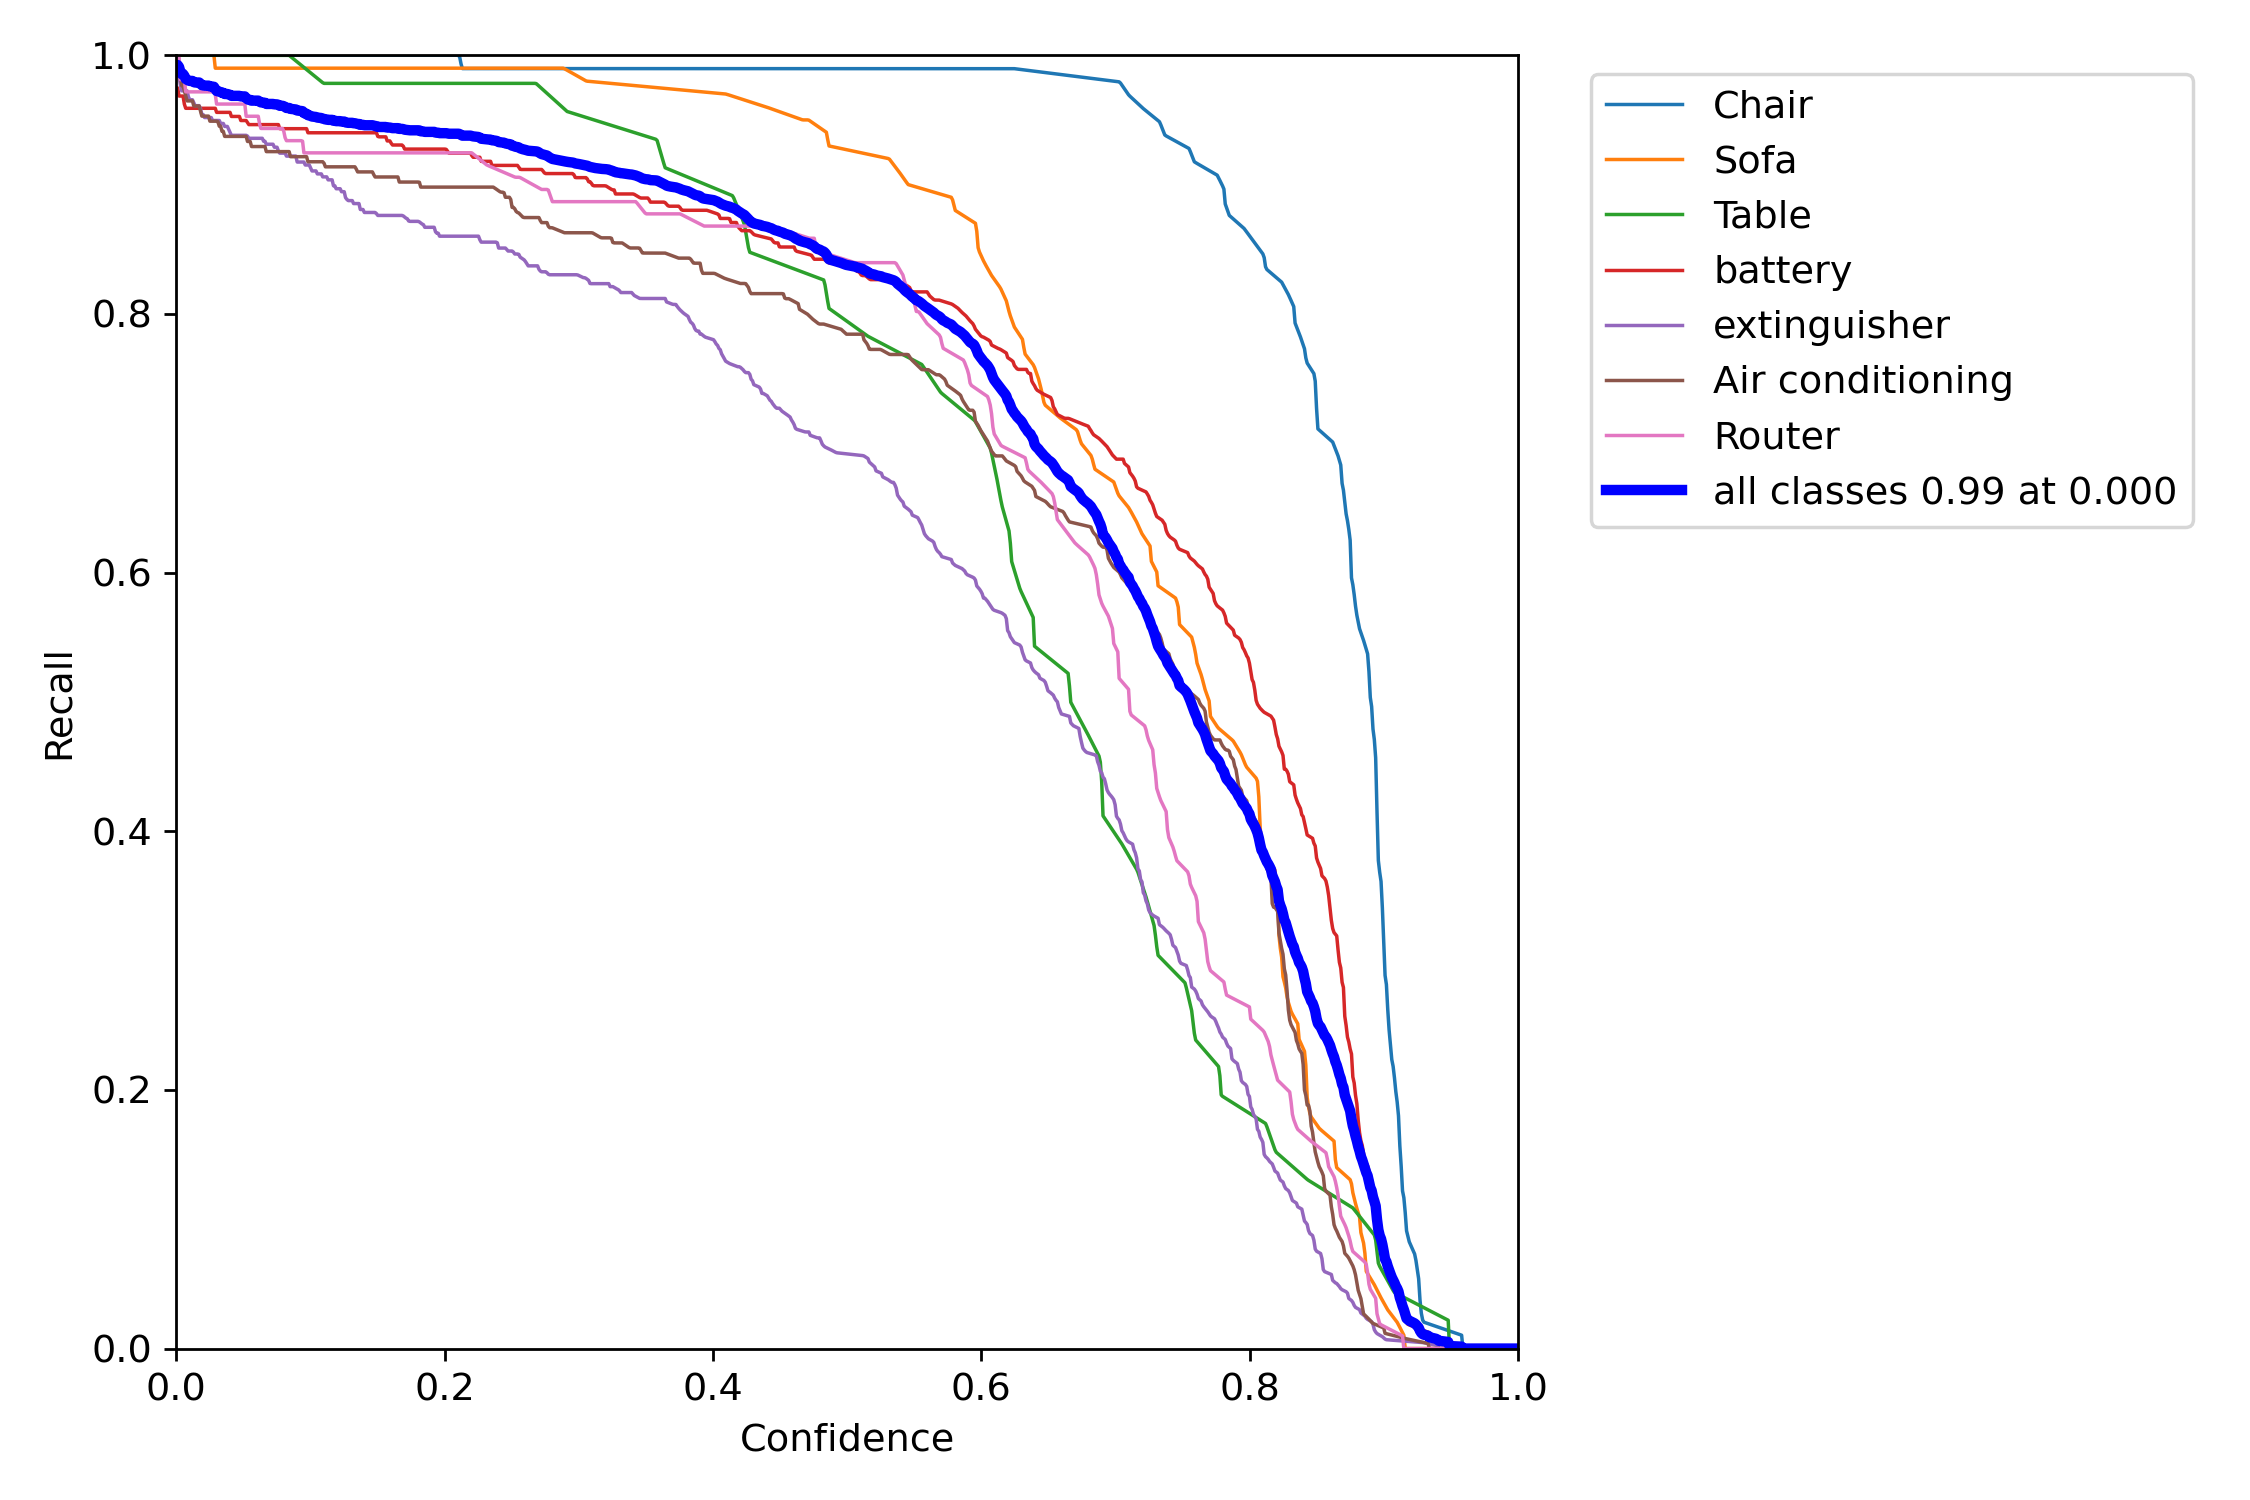 1.0
0.8
0.6
0.4
0.2
0.0
Recall
0.0 0.2 0.4 0.6 0.8 1.0
Confidence
Chair
Sofa
Table
battery
extinguisher
Air conditioning
Router
all classes 0.99 at 0.000